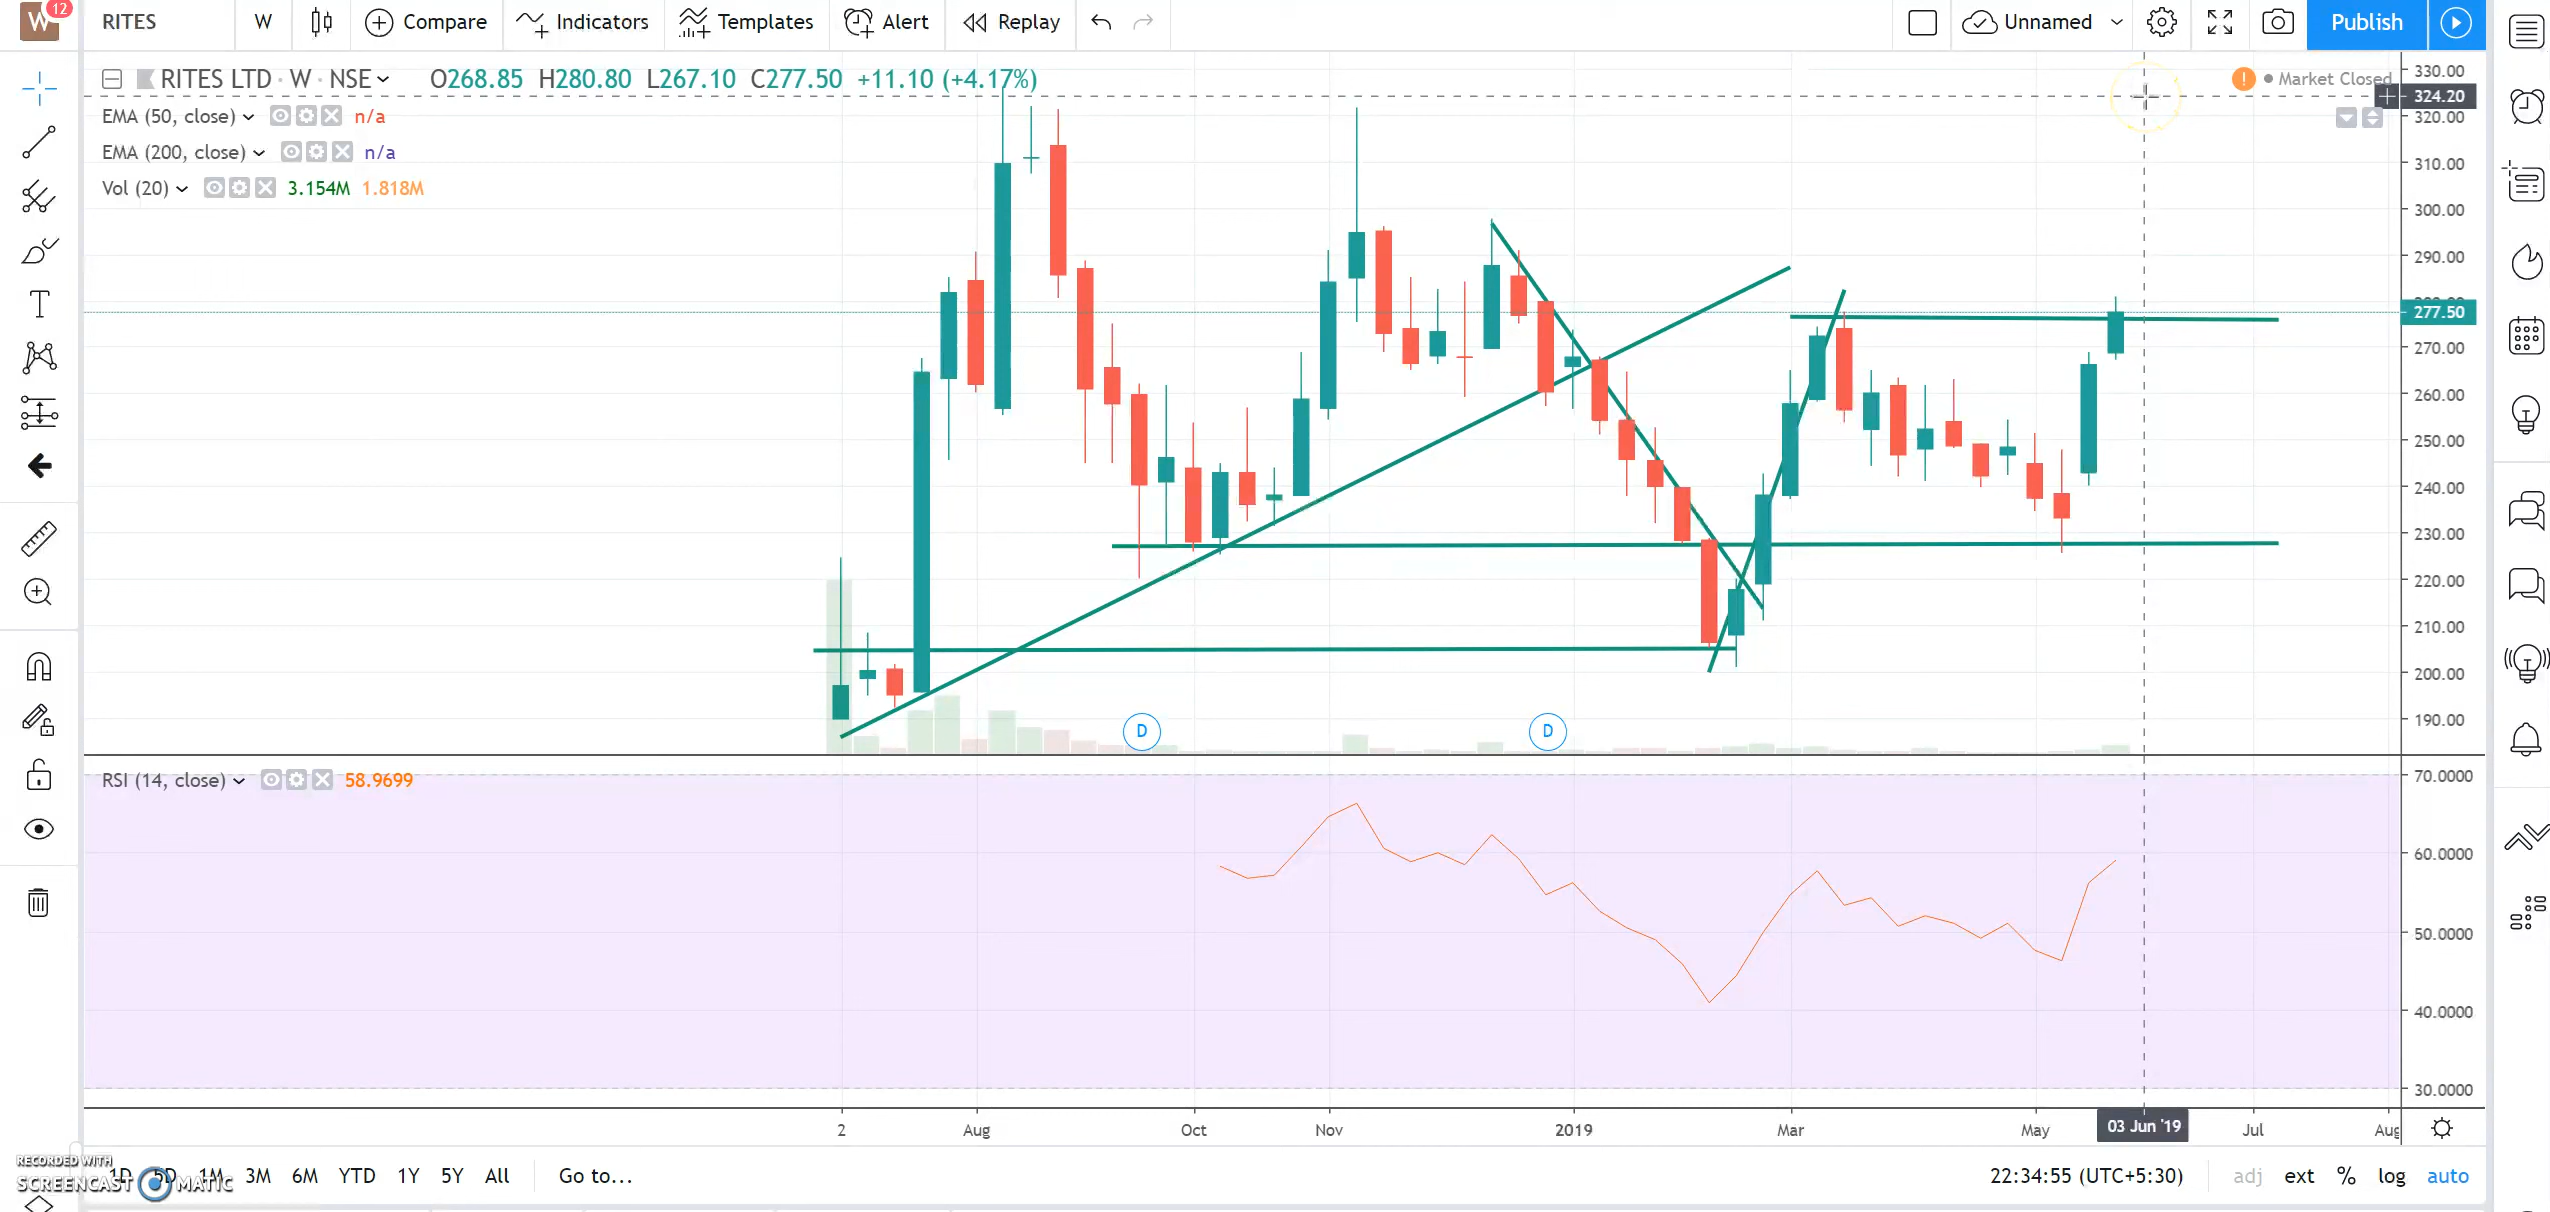 W 12 RITES W Compare Indicators Templates Alert Replay Unnamed Publish
RITES LTD · W · NSE O268.85 H280.80 L267.10 C277.50 +11.10 (+4.17%)
Market Closed
EMA (50, close) n/a
EMA (200, close) n/a
Vol (20) 3.154M 1.818M
330.00
324.20
320.00
310.00
300.00
290.00
277.50
270.00
260.00
250.00
240.00
230.00
220.00
210.00
200.00
190.00
D D
RSI (14, close) 58.9699
70.0000
60.0000
50.0000
40.0000
30.0000
2 Aug Oct Nov 2019 Mar May 03 Jun '19 Jul Aug
RECORDED WITH
SCREENCAST MATIC
1D 5D 1M 3M 6M YTD 1Y 5Y All Go to... 22:34:55 (UTC+5:30) adj ext % log auto